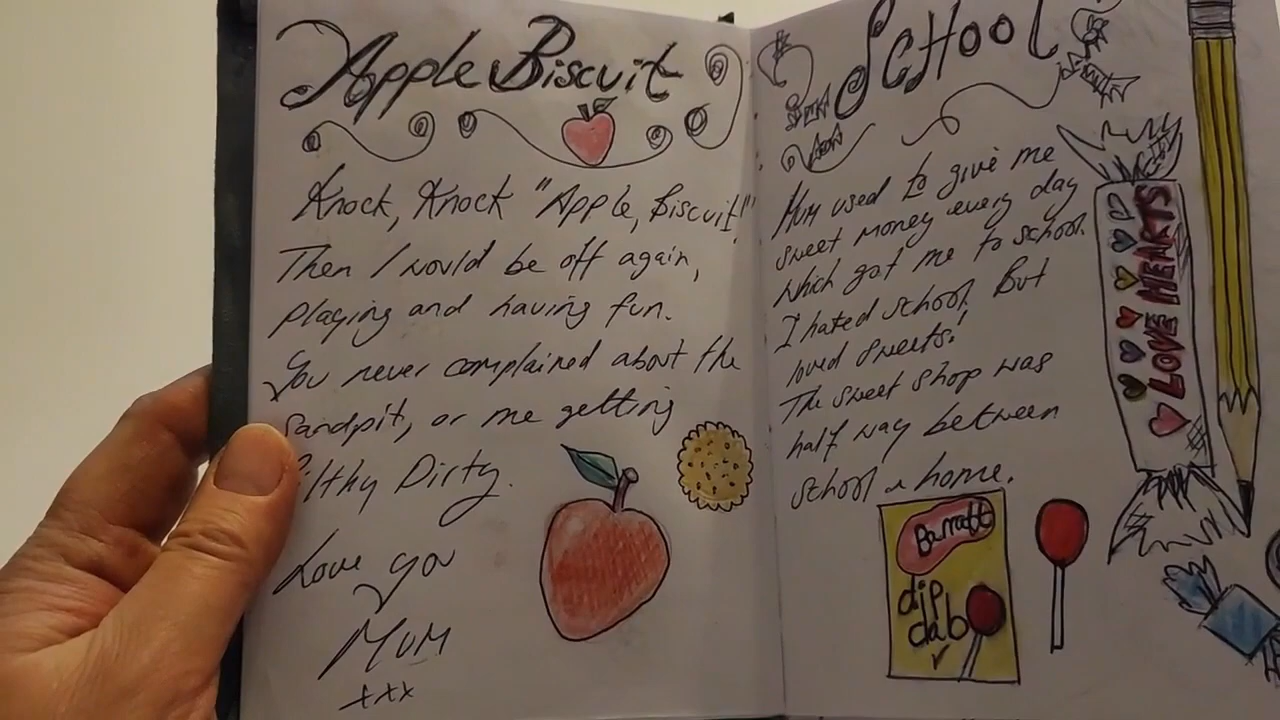 Apple Biscuit
Knock, Knock "Apple, Biscuit!"
Then I would be off again,
playing and having fun.
You never complained about the
Sandpit, or me getting
filthy Dirty.
Love you
MUM
xxx
School
Mum used to give me
sweet money every day
which got me to school.
I hated school, But
loved sweets!
The sweet shop was
half way between
school & home.
LOVE HEARTS
Barratt
dip
dab